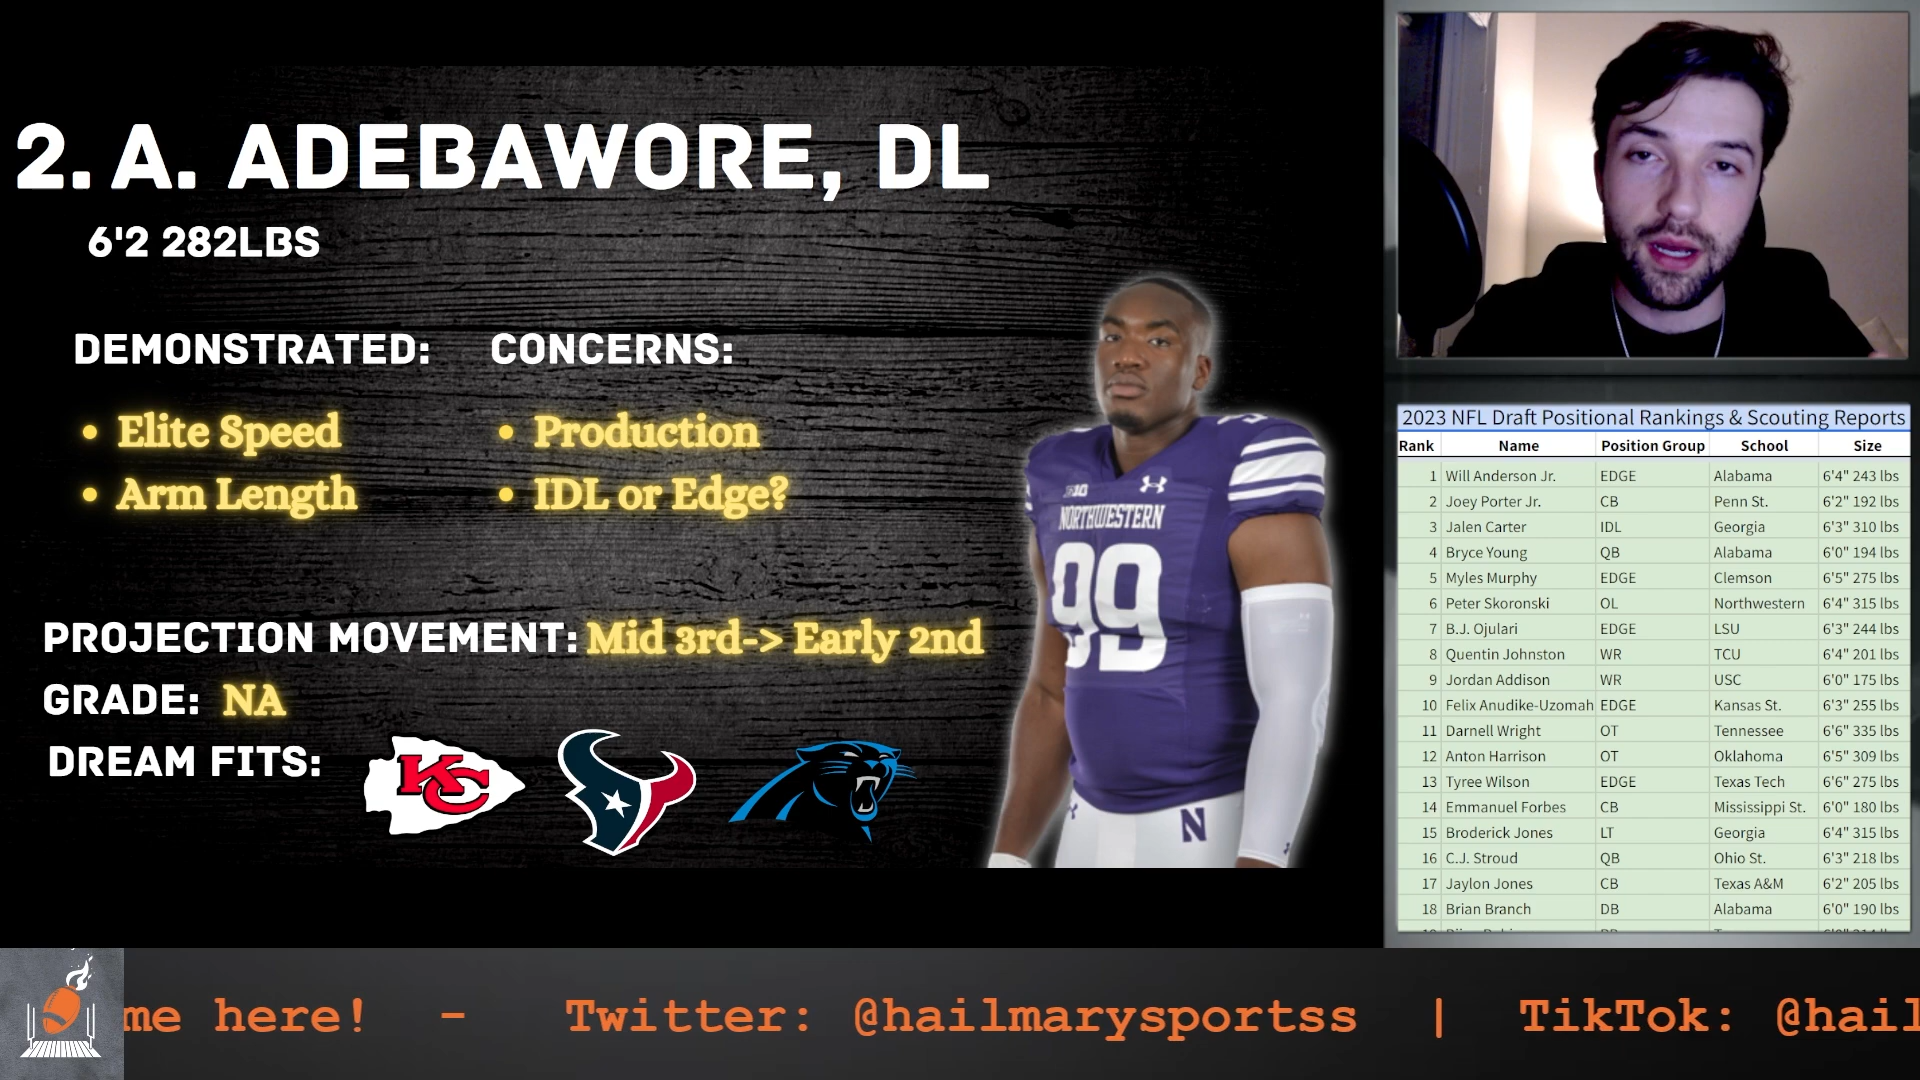 2. A. ADEBAWORE, DL
6'2 282LBS
DEMONSTRATED:
• Elite Speed
• Arm Length
CONCERNS:
• Production
• IDL or Edge?
PROJECTION MOVEMENT: Mid 3rd-> Early 2nd
GRADE: NA
DREAM FITS:
KC
B1G
NORTHWESTERN
99
N
2023 NFL Draft Positional Rankings & Scouting Reports
Rank Name Position Group School Size
1 Will Anderson Jr. EDGE Alabama 6'4" 243 lbs
2 Joey Porter Jr. CB Penn St. 6'2" 192 lbs
3 Jalen Carter IDL Georgia 6'3" 310 lbs
4 Bryce Young QB Alabama 6'0" 194 lbs
5 Myles Murphy EDGE Clemson 6'5" 275 lbs
6 Peter Skoronski OL Northwestern 6'4" 315 lbs
7 B.J. Ojulari EDGE LSU 6'3" 244 lbs
8 Quentin Johnston WR TCU 6'4" 201 lbs
9 Jordan Addison WR USC 6'0" 175 lbs
10 Felix Anudike-Uzomah EDGE Kansas St. 6'3" 255 lbs
11 Darnell Wright OT Tennessee 6'6" 335 lbs
12 Anton Harrison OT Oklahoma 6'5" 309 lbs
13 Tyree Wilson EDGE Texas Tech 6'6" 275 lbs
14 Emmanuel Forbes CB Mississippi St. 6'0" 180 lbs
15 Broderick Jones LT Georgia 6'4" 315 lbs
16 C.J. Stroud QB Ohio St. 6'3" 218 lbs
17 Jaylon Jones CB Texas A&M 6'2" 205 lbs
18 Brian Branch DB Alabama 6'0" 190 lbs
me here! - Twitter: @hailmarysportss | TikTok: @hail